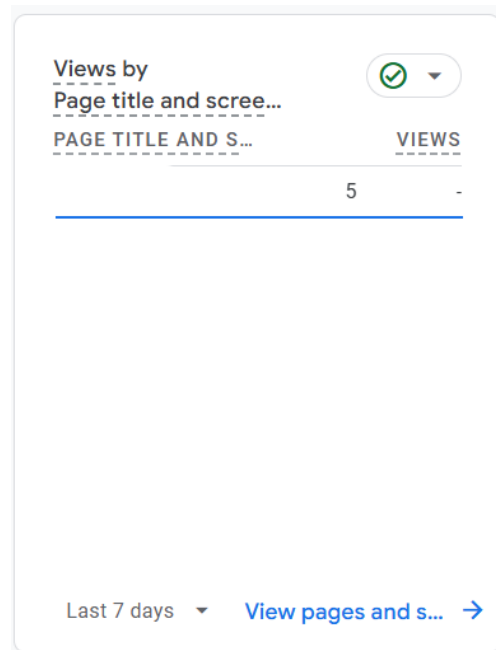 Views by
Page title and scree...
PAGE TITLE AND S... VIEWS
5 -
Last 7 days View pages and s...